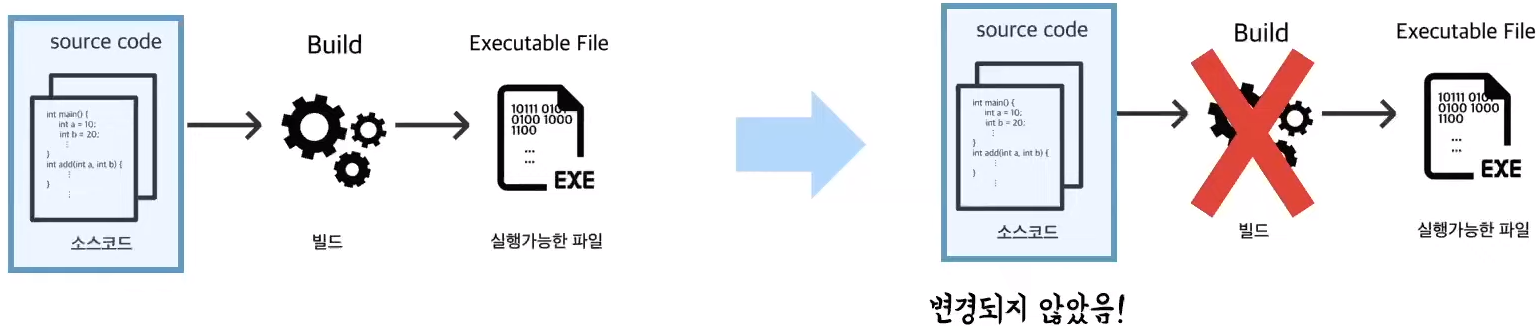 source code
int main() {
int a = 10;
int b = 20;
⋮
}
int add(int a, int b) {
⋮
}
⋮
소스코드
Build
빌드
Executable File
10111 0101
0100 1000
1100
...
...
EXE
실행가능한 파일
source code
int main() {
int a = 10;
int b = 20;
⋮
}
int add(int a, int b) {
⋮
}
⋮
소스코드
변경되지 않았음!
Build
빌드
Executable File
10111 0101
0100 1000
1100
...
...
EXE
실행가능한 파일